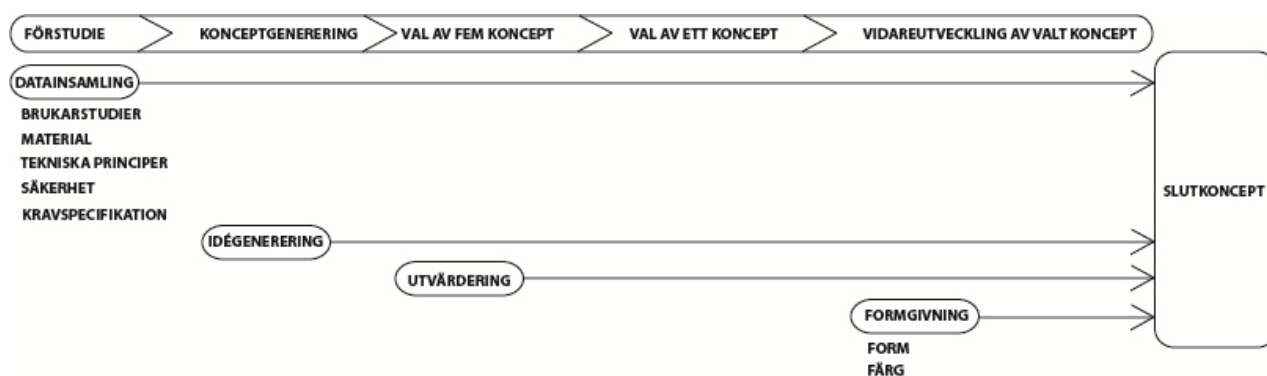 FÖRSTUDIE
KONCEPTGENERERING
VAL AV FEM KONCEPT
VAL AV ETT KONCEPT
VIDAREUTVECKLING AV VALT KONCEPT
DATAINSAMLING
BRUKARSTUDIER
MATERIAL
TEKNISKA PRINCIPER
SÄKERHET
KRAVSPECIFIKATION
SLUTKONCEPT
IDÉGENERERING
UTVÄRDERING
FORMGIVNING
FORM
FÄRG